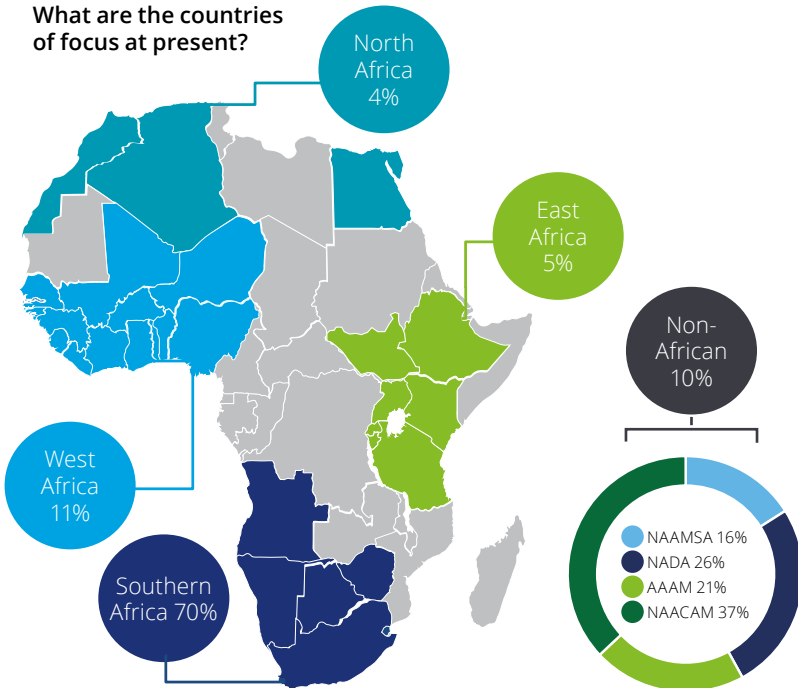 What are the countries
of focus at present?
North
Africa
4%
East
Africa
5%
Non-
African
10%
West
Africa
11%
Southern
Africa 70%
NAAMSA 16%
NADA 26%
AAAM 21%
NAACAM 37%